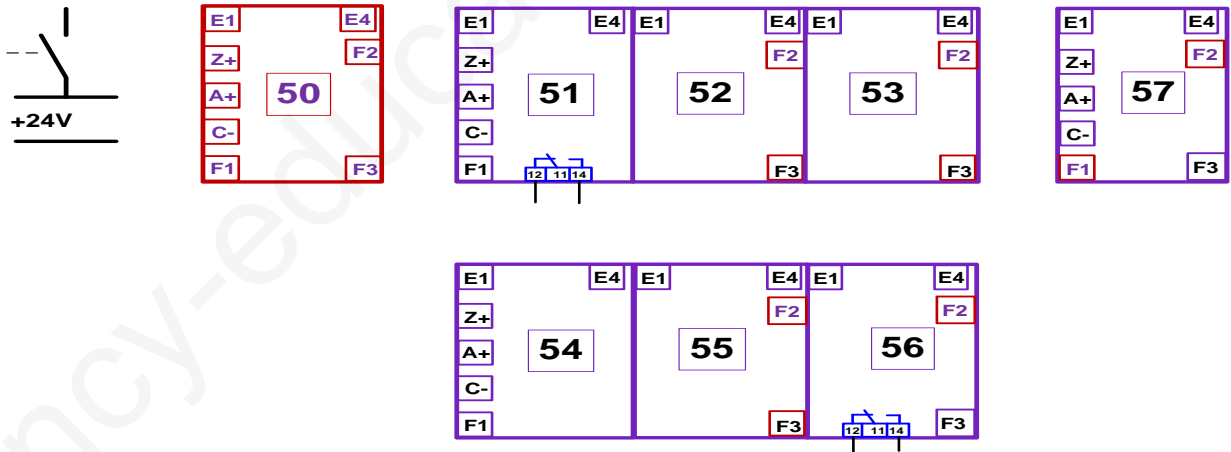 E1 E4 E1 E4 E1 E4 E1 E4 E1 E4
F2 F2 F2 F2
Z+ Z+ Z+
50 51 52 53 57
A+ A+ A+
+24V
C- C- C-
F1 F3 F1 12 11 14 F3 F3 F1 F3
E1 E4 E1 E4 E1 E4
Z+ F2 F2
A+ 54 55 56
C-
F1 F3 12 11 14 F3
ncy-educa